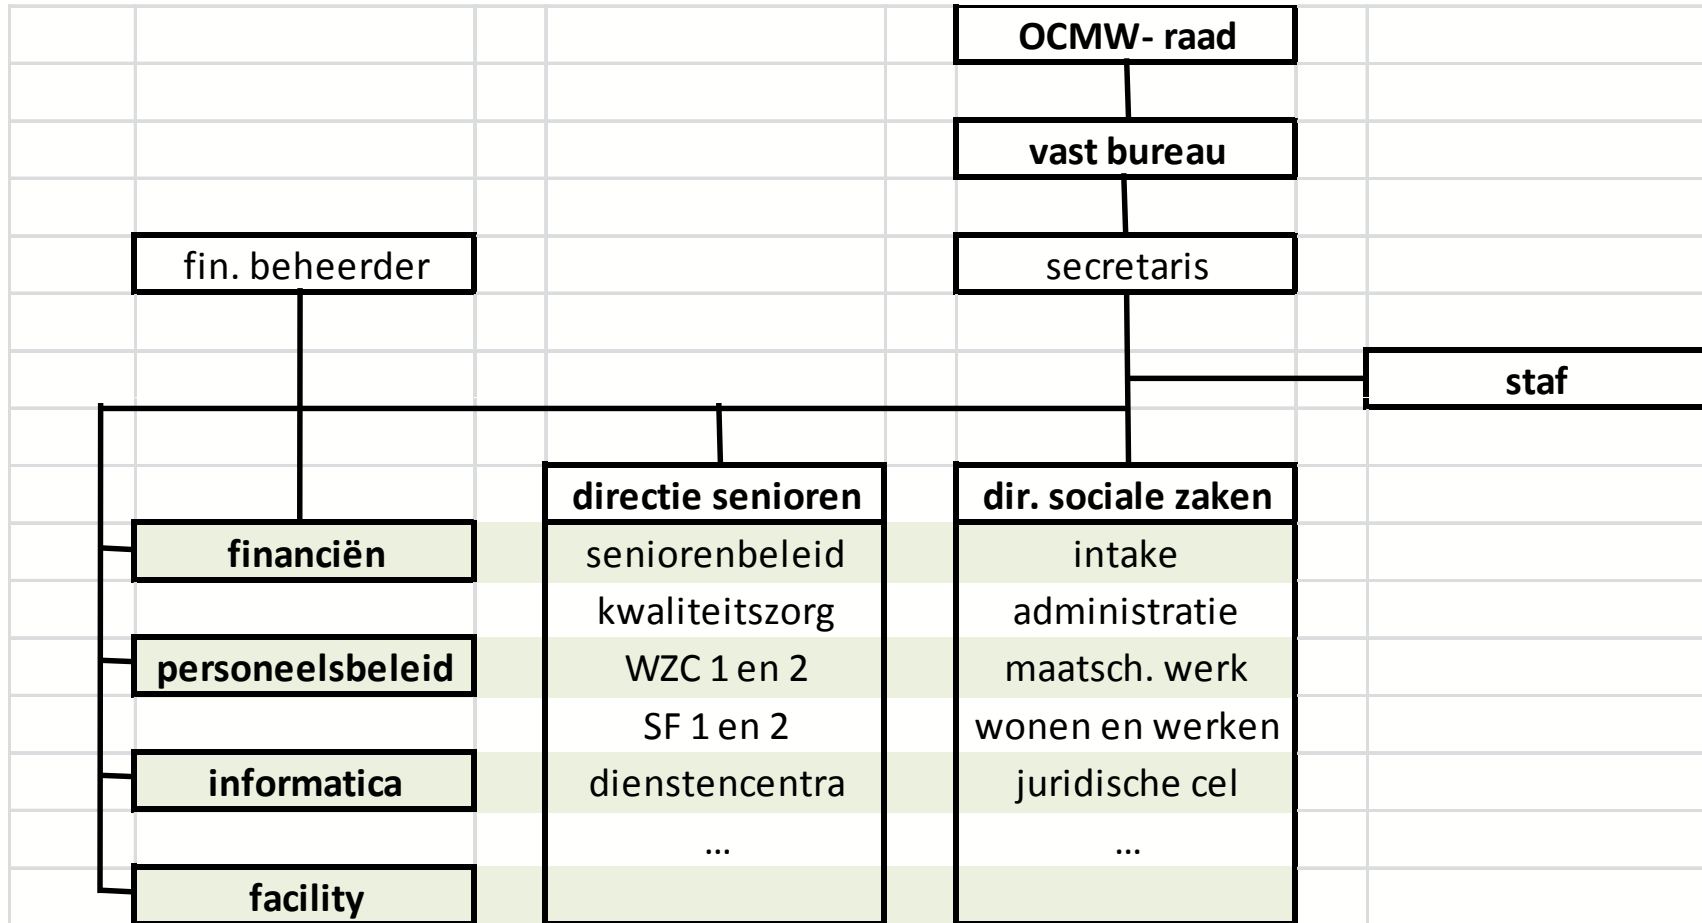 OCMW- raad
vast bureau
fin. beheerder
secretaris
staf
directie senioren
dir. sociale zaken
financiën
seniorenbeleid
intake
kwaliteitszorg
administratie
personeelsbeleid
WZC 1 en 2
maatsch. werk
SF 1 en 2
wonen en werken
informatica
dienstencentra
juridische cel
...
...
facility